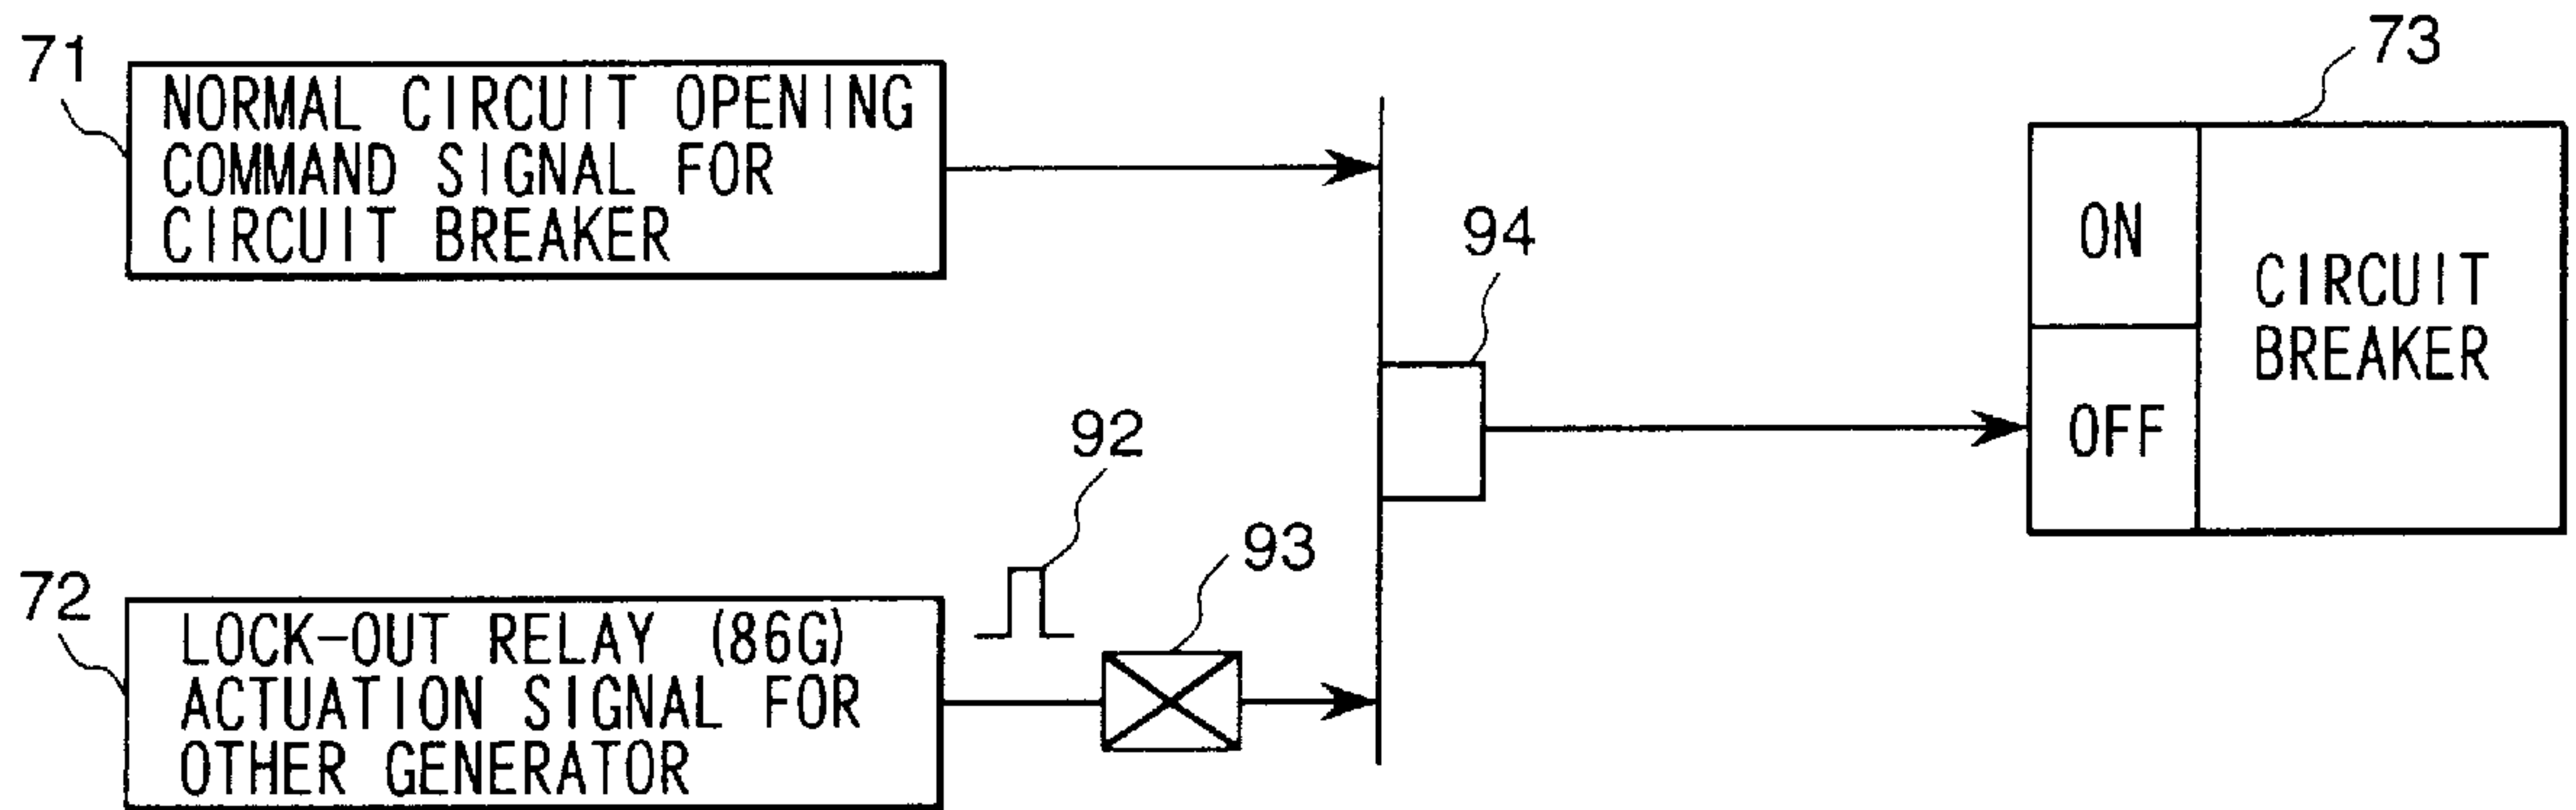 71
NORMAL CIRCUIT OPENING
COMMAND SIGNAL FOR
CIRCUIT BREAKER
73
ON
OFF
CIRCUIT
BREAKER
94
92
93
72
LOCK-OUT RELAY (86G)
ACTUATION SIGNAL FOR
OTHER GENERATOR